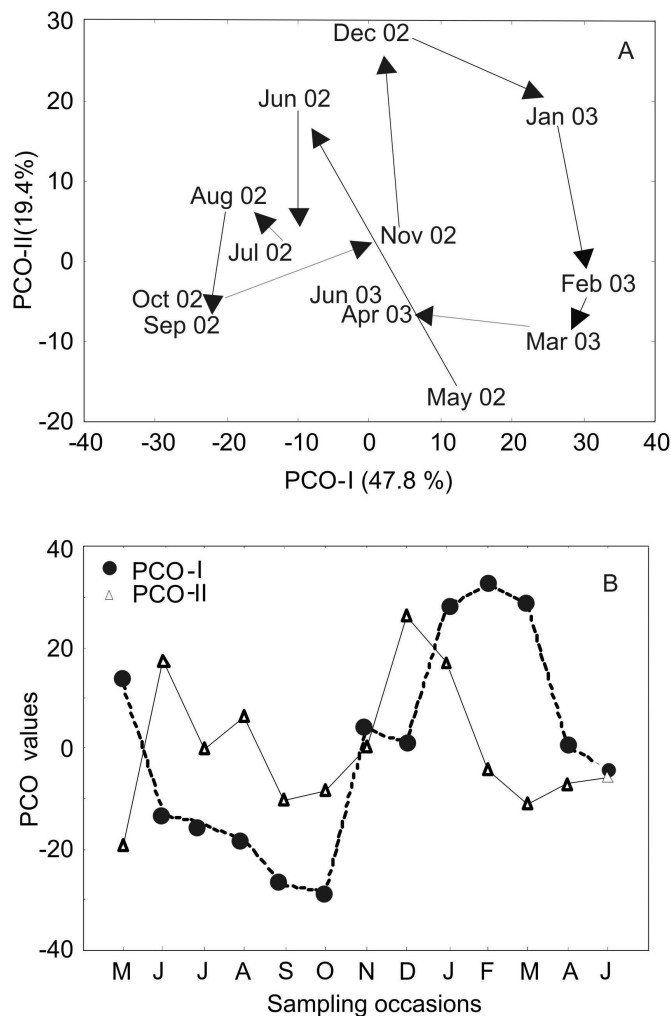 A
30
20
10
0
-10
-20
PCO-II(19.4%)
Dec 02
Jun 02
Jan 03
Aug 02
Jul 02
Nov 02
Feb 03
Oct 02
Jun 03
Sep 02
Apr 03
Mar 03
May 02
-40 -30 -20 -10 0 10 20 30 40
PCO-I (47.8 %)
B
PCO-I
PCO-II
40
20
0
-20
-40
PCO values
M J J A S O N D J F M A J
Sampling occasions